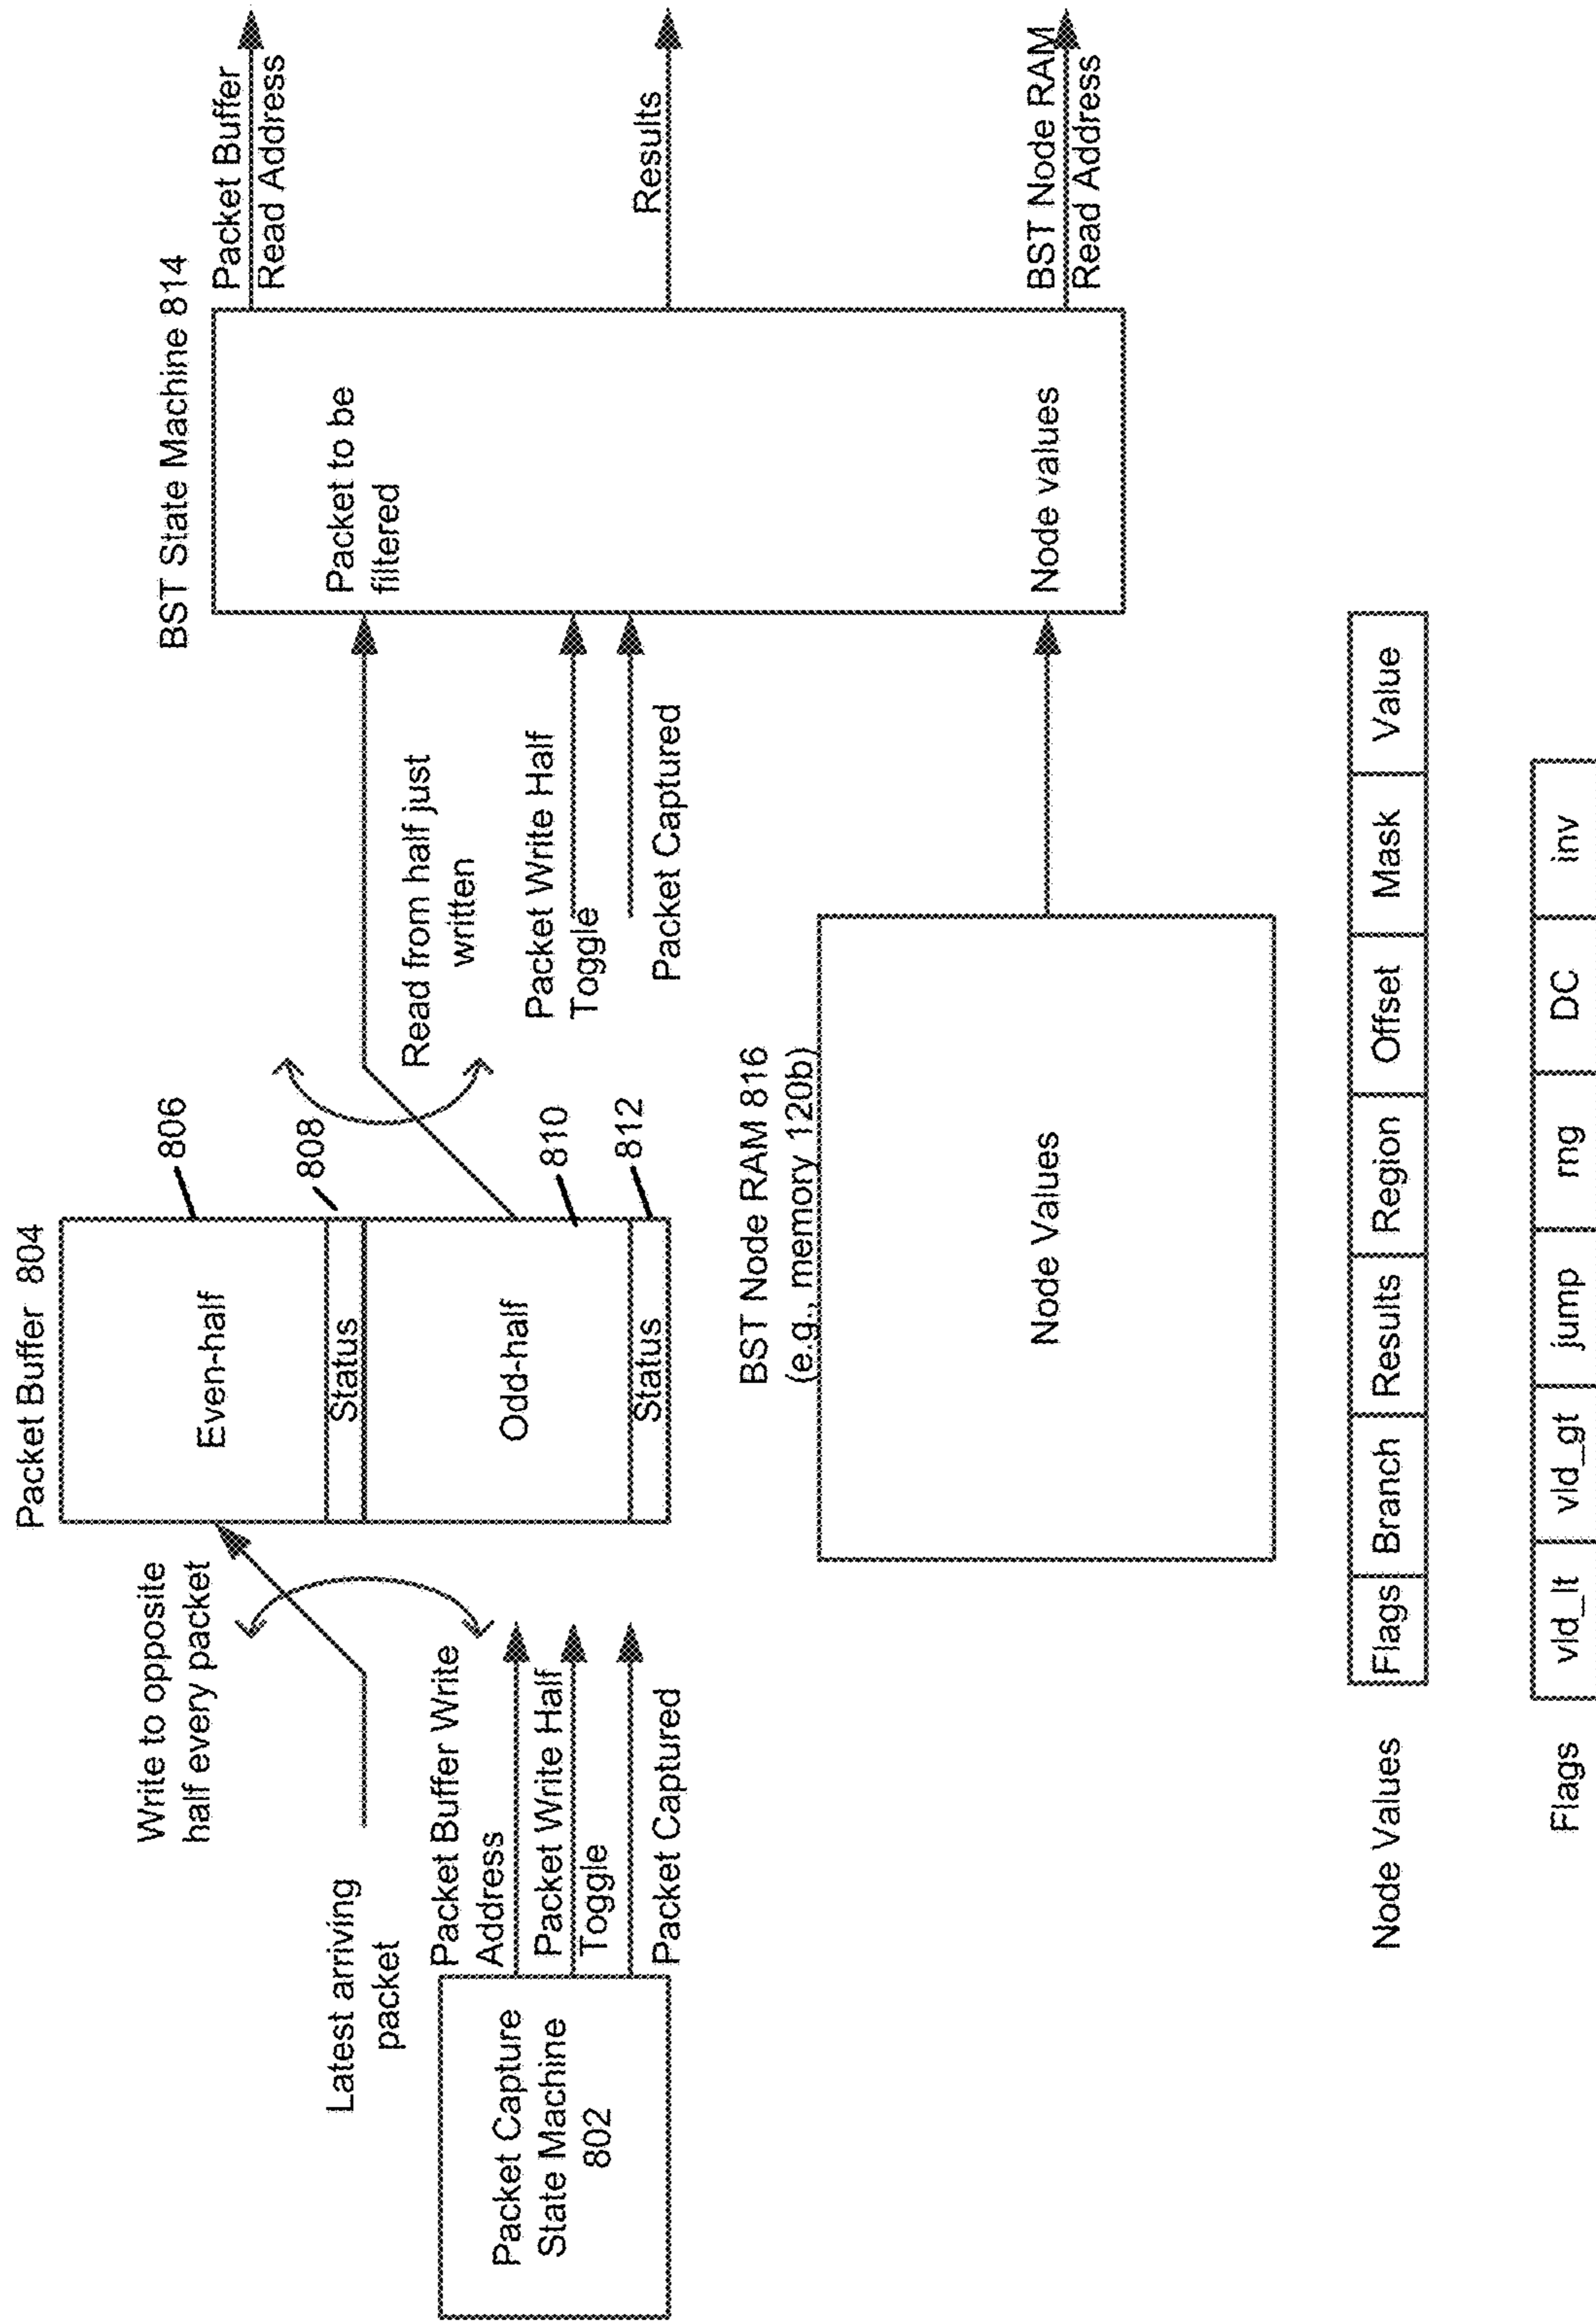 Packet Buffer 804
BST State Machine 814
Write to opposite
half every packet
Latest arriving
packet
Even-half
Status
Odd-half
Status
806
808
810
812
Read from half just
written
Packet to be
filtered
Packet Buffer
Read Address
Packet Capture
State Machine
802
Packet Buffer Write
Address
Packet Write Half
Toggle
Packet Captured
Packet Write Half
Toggle
Packet Captured
Results
BST Node RAM 816
(e.g., memory 120b)
Node Values
Node values
BST Node RAM
Read Address
Node Values Flags Branch Results Region Offset Mask Value
Flags vld_lt vld_gt jump rng DC inv